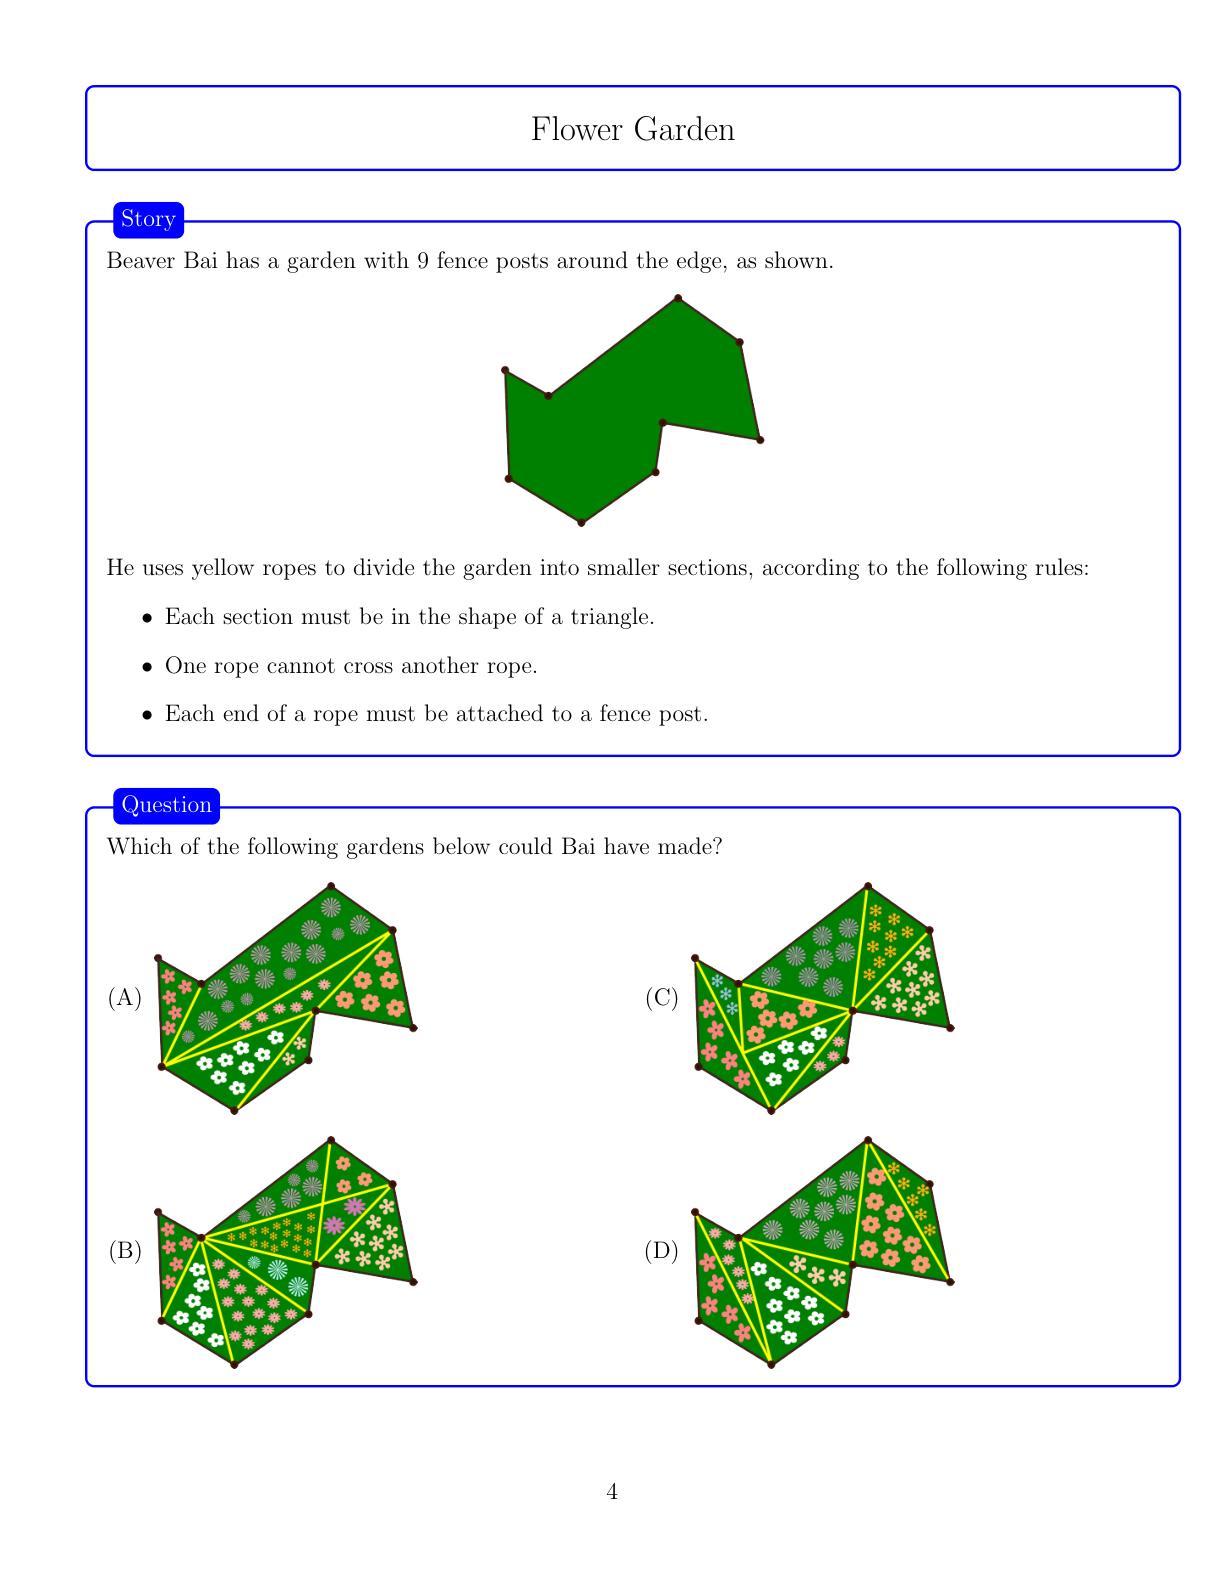 Flower Garden
Story
Beaver Bai has a garden with 9 fence posts around the edge, as shown.
He uses yellow ropes to divide the garden into smaller sections, according to the following rules:
• Each section must be in the shape of a triangle.
• One rope cannot cross another rope.
• Each end of a rope must be attached to a fence post.
Question
Which of the following gardens below could Bai have made?
(A)
(C)
(B)
(D)
4